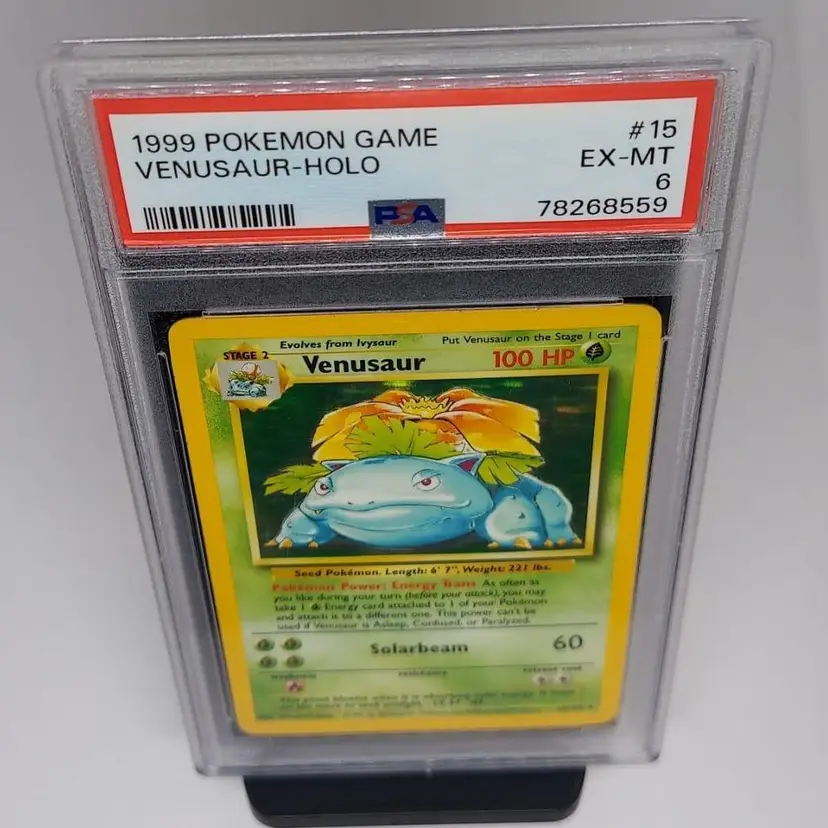 1999 POKEMON GAME #15
VENUSAUR-HOLO EX-MT
6
PSA 78268559
Evolves from Ivysaur Put Venusaur on the Stage 1 card
STAGE 2 Venusaur 100 HP
Seed Pokémon. Length: 6' 7", Weight: 221 lbs.
Pokémon Power: Energy Trans As often as
you like during your turn (before your attack), you may
take 1 Energy card attached to 1 of your Pokémon
and attach it to a different one. This power can't be
used if Venusaur is Asleep, Confused, or Paralyzed.
Solarbeam 60
weakness resistance retreat cost